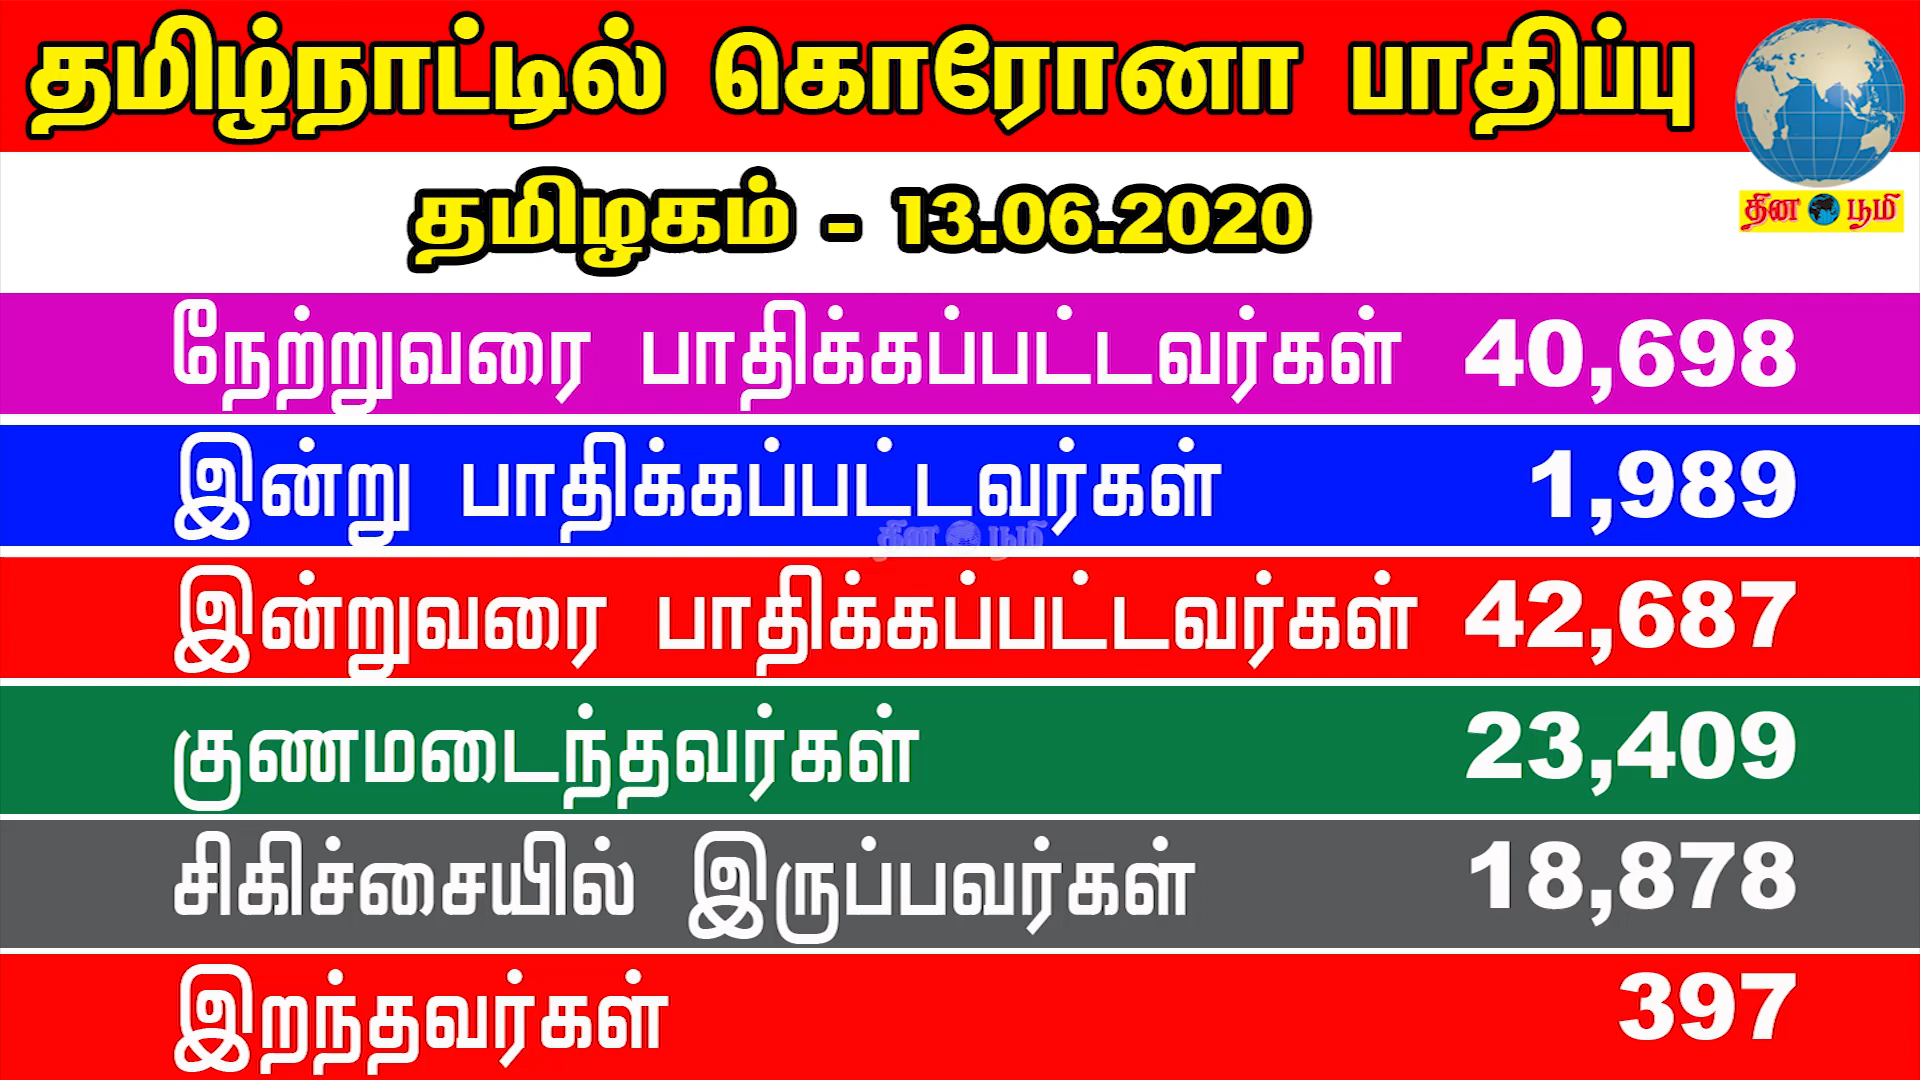 தமிழ்நாட்டில் கொரோனா பாதிப்பு
தின பூமி
தமிழகம் - 13.06.2020
நேற்றுவரை பாதிக்கப்பட்டவர்கள் 40,698
இன்று பாதிக்கப்பட்டவர்கள் 1,989
தின பூமி
இன்றுவரை பாதிக்கப்பட்டவர்கள் 42,687
குணமடைந்தவர்கள் 23,409
சிகிச்சையில் இருப்பவர்கள் 18,878
இறந்தவர்கள் 397